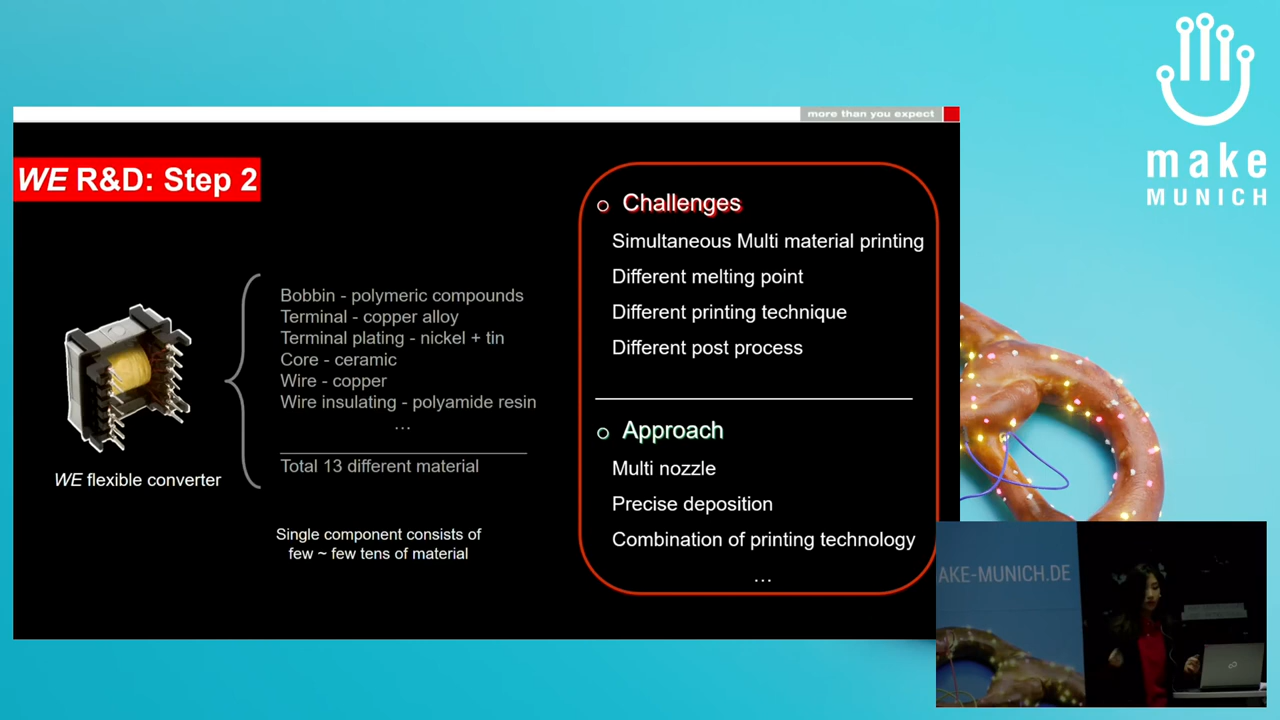 make
MUNICH
more than you expect
WE R&D: Step 2
Bobbin - polymeric compounds
Terminal - copper alloy
Terminal plating - nickel + tin
Core - ceramic
Wire - copper
Wire insulating - polyamide resin
...
Total 13 different material
WE flexible converter
Single component consists of
few ~ few tens of material
Challenges
Simultaneous Multi material printing
Different melting point
Different printing technique
Different post process
Approach
Multi nozzle
Precise deposition
Combination of printing technology
...
AKE-MUNICH.DE